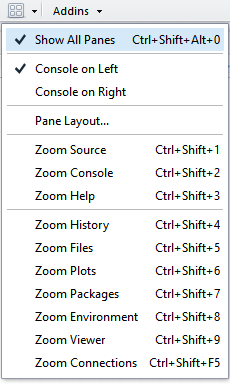 Addins
Show All Panes Ctrl+Shift+Alt+0
Console on Left
Console on Right
Pane Layout...
Zoom Source Ctrl+Shift+1
Zoom Console Ctrl+Shift+2
Zoom Help Ctrl+Shift+3
Zoom History Ctrl+Shift+4
Zoom Files Ctrl+Shift+5
Zoom Plots Ctrl+Shift+6
Zoom Packages Ctrl+Shift+7
Zoom Environment Ctrl+Shift+8
Zoom Viewer Ctrl+Shift+9
Zoom Connections Ctrl+Shift+F5